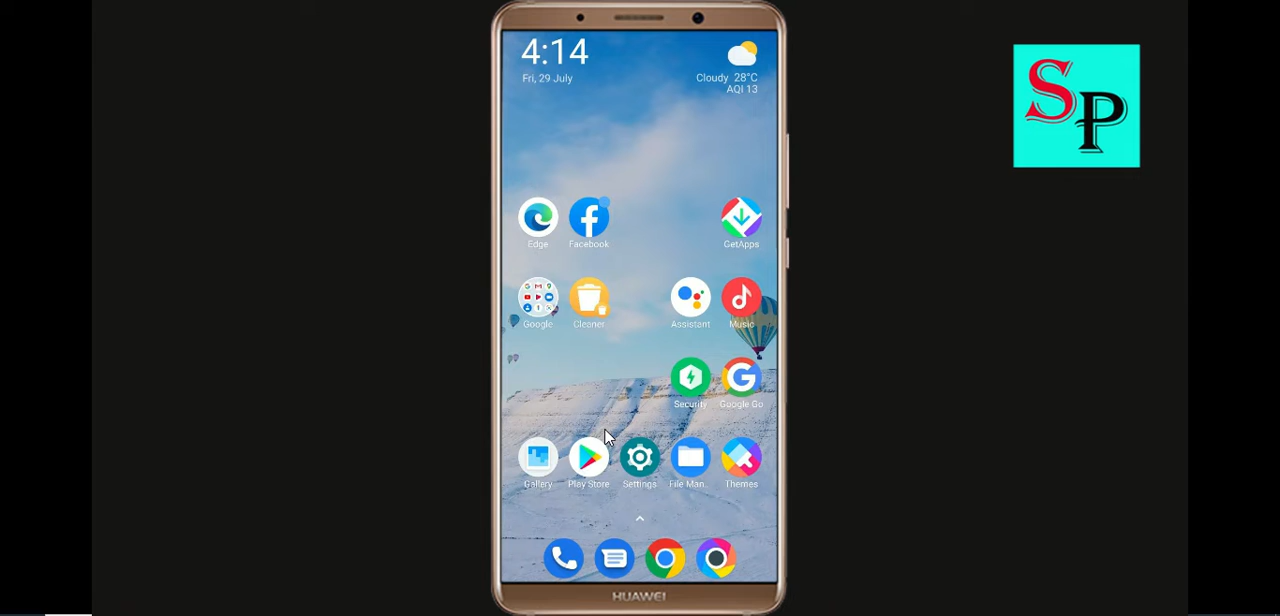 4:14
Fri, 29 July
Cloudy 28°C
AQI 13
SP
Edge
Facebook
GetApps
Google
Cleaner
Assistant
Music
Security
Google Go
Gallery
Play Store
Settings
File Man..
Themes
HUAWEI